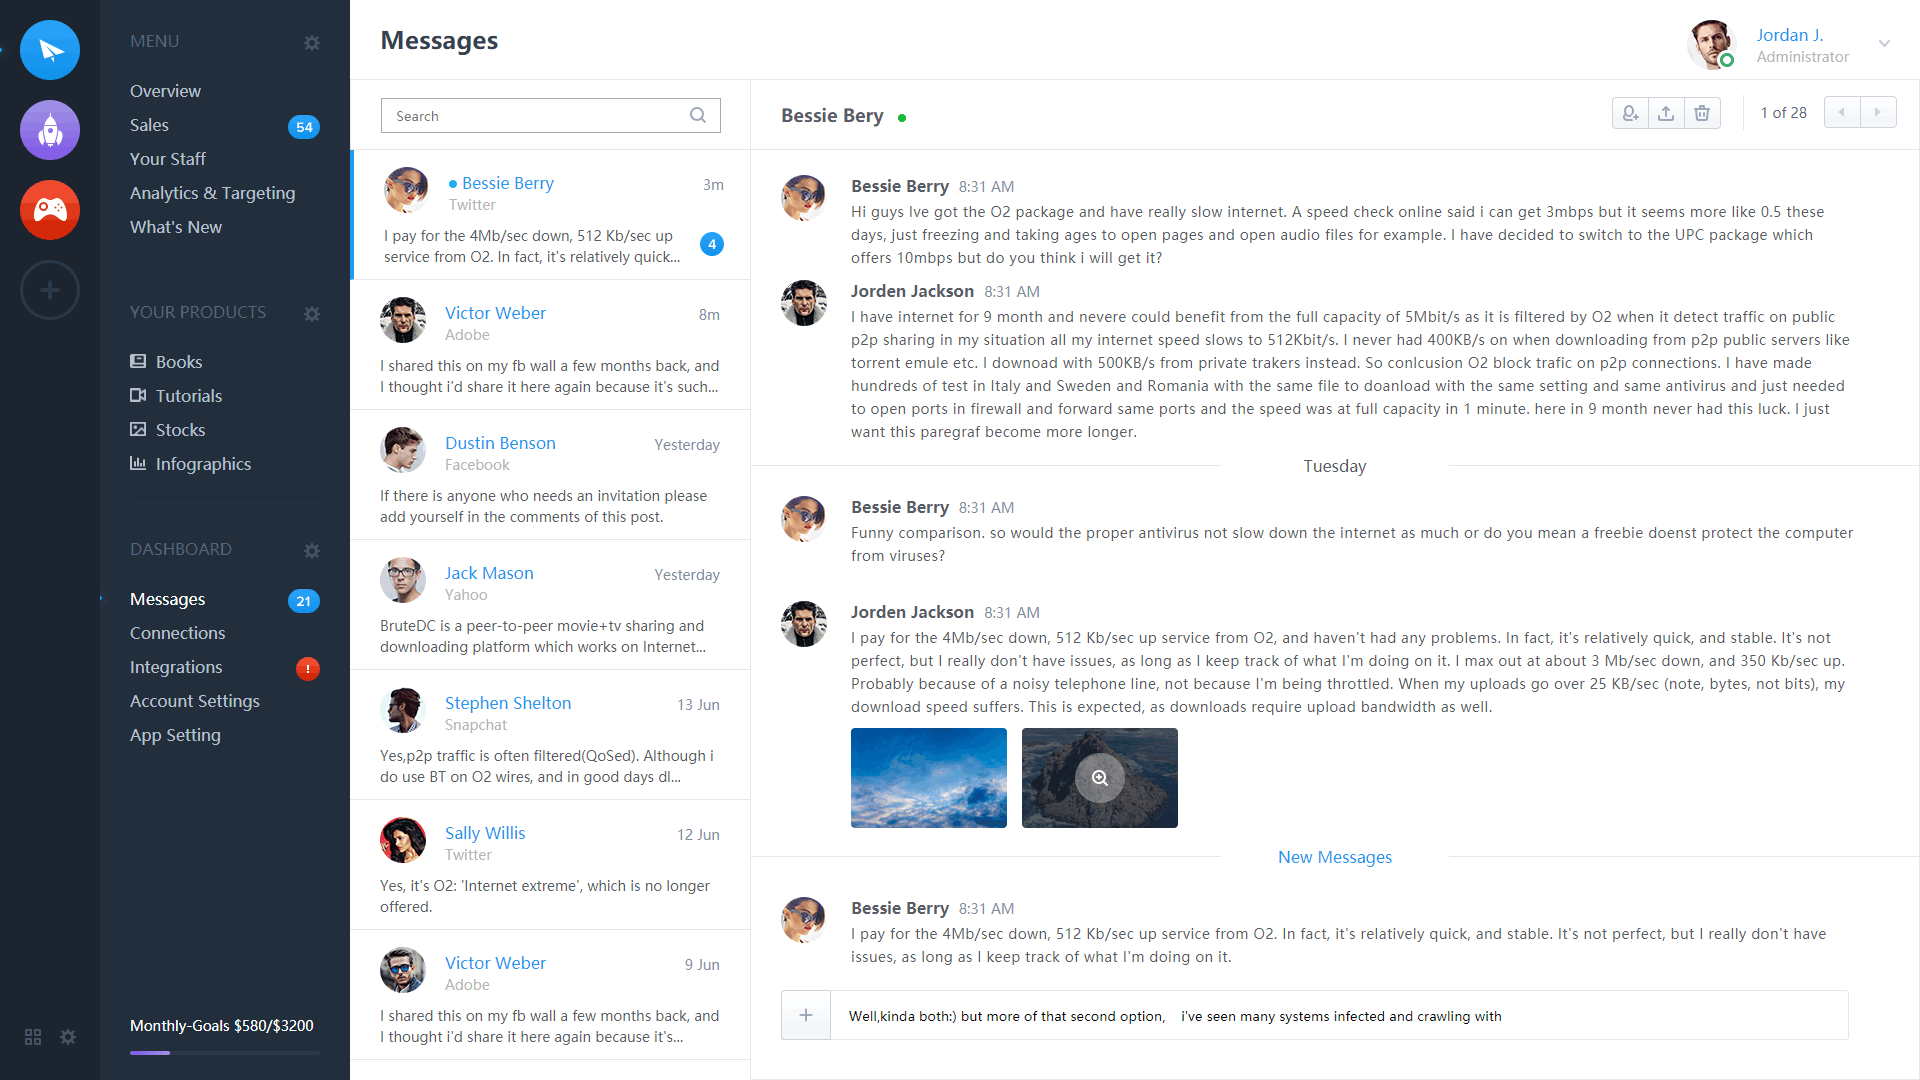 MENU
Overview
Sales
54
Your Staff
Analytics & Targeting
What's New
YOUR PRODUCTS
Books
Tutorials
Stocks
Infographics
DASHBOARD
Messages
21
Connections
Integrations
!
Account Settings
App Setting
Monthly-Goals $580/$3200
Messages
Jordan J.
Administrator
Search
Bessie Berry
3m
Twitter
I pay for the 4Mb/sec down, 512 Kb/sec up
service from O2. In fact, it's relatively quick...
4
Victor Weber
8m
Adobe
I shared this on my fb wall a few months back, and
I thought i'd share it here again because it's such...
Dustin Benson
Yesterday
Facebook
If there is anyone who needs an invitation please
add yourself in the comments of this post.
Jack Mason
Yesterday
Yahoo
BruteDC is a peer-to-peer movie+tv sharing and
downloading platform which works on Internet...
Stephen Shelton
13 Jun
Snapchat
Yes,p2p traffic is often filtered(QoSed). Although i
do use BT on O2 wires, and in good days dl...
Sally Willis
12 Jun
Twitter
Yes, it's O2: 'Internet extreme', which is no longer
offered.
Victor Weber
9 Jun
Adobe
I shared this on my fb wall a few months back, and
I thought i'd share it here again because it's...
Bessie Bery
1 of 28
Bessie Berry 8:31 AM
Hi guys Ive got the O2 package and have really slow internet. A speed check online said i can get 3mbps but it seems more like 0.5 these
days, just freezing and taking ages to open pages and open audio files for example. I have decided to switch to the UPC package which
offers 10mbps but do you think i will get it?
Jorden Jackson 8:31 AM
I have internet for 9 month and nevere could benefit from the full capacity of 5Mbit/s as it is filtered by O2 when it detect traffic on public
p2p sharing in my situation all my internet speed slows to 512Kbit/s. I never had 400KB/s on when downloading from p2p public servers like
torrent emule etc. I downoad with 500KB/s from private trakers instead. So conlcusion O2 block trafic on p2p connections. I have made
hundreds of test in Italy and Sweden and Romania with the same file to doanload with the same setting and same antivirus and just needed
to open ports in firewall and forward same ports and the speed was at full capacity in 1 minute. here in 9 month never had this luck. I just
want this paregraf become more longer.
Tuesday
Bessie Berry 8:31 AM
Funny comparison. so would the proper antivirus not slow down the internet as much or do you mean a freebie doenst protect the computer
from viruses?
Jorden Jackson 8:31 AM
I pay for the 4Mb/sec down, 512 Kb/sec up service from O2, and haven't had any problems. In fact, it's relatively quick, and stable. It's not
perfect, but I really don't have issues, as long as I keep track of what I'm doing on it. I max out at about 3 Mb/sec down, and 350 Kb/sec up.
Probably because of a noisy telephone line, not because I'm being throttled. When my uploads go over 25 KB/sec (note, bytes, not bits), my
download speed suffers. This is expected, as downloads require upload bandwidth as well.
New Messages
Bessie Berry 8:31 AM
I pay for the 4Mb/sec down, 512 Kb/sec up service from O2. In fact, it's relatively quick, and stable. It's not perfect, but I really don't have
issues, as long as I keep track of what I'm doing on it.
Well,kinda both:) but more of that second option, i've seen many systems infected and crawling with